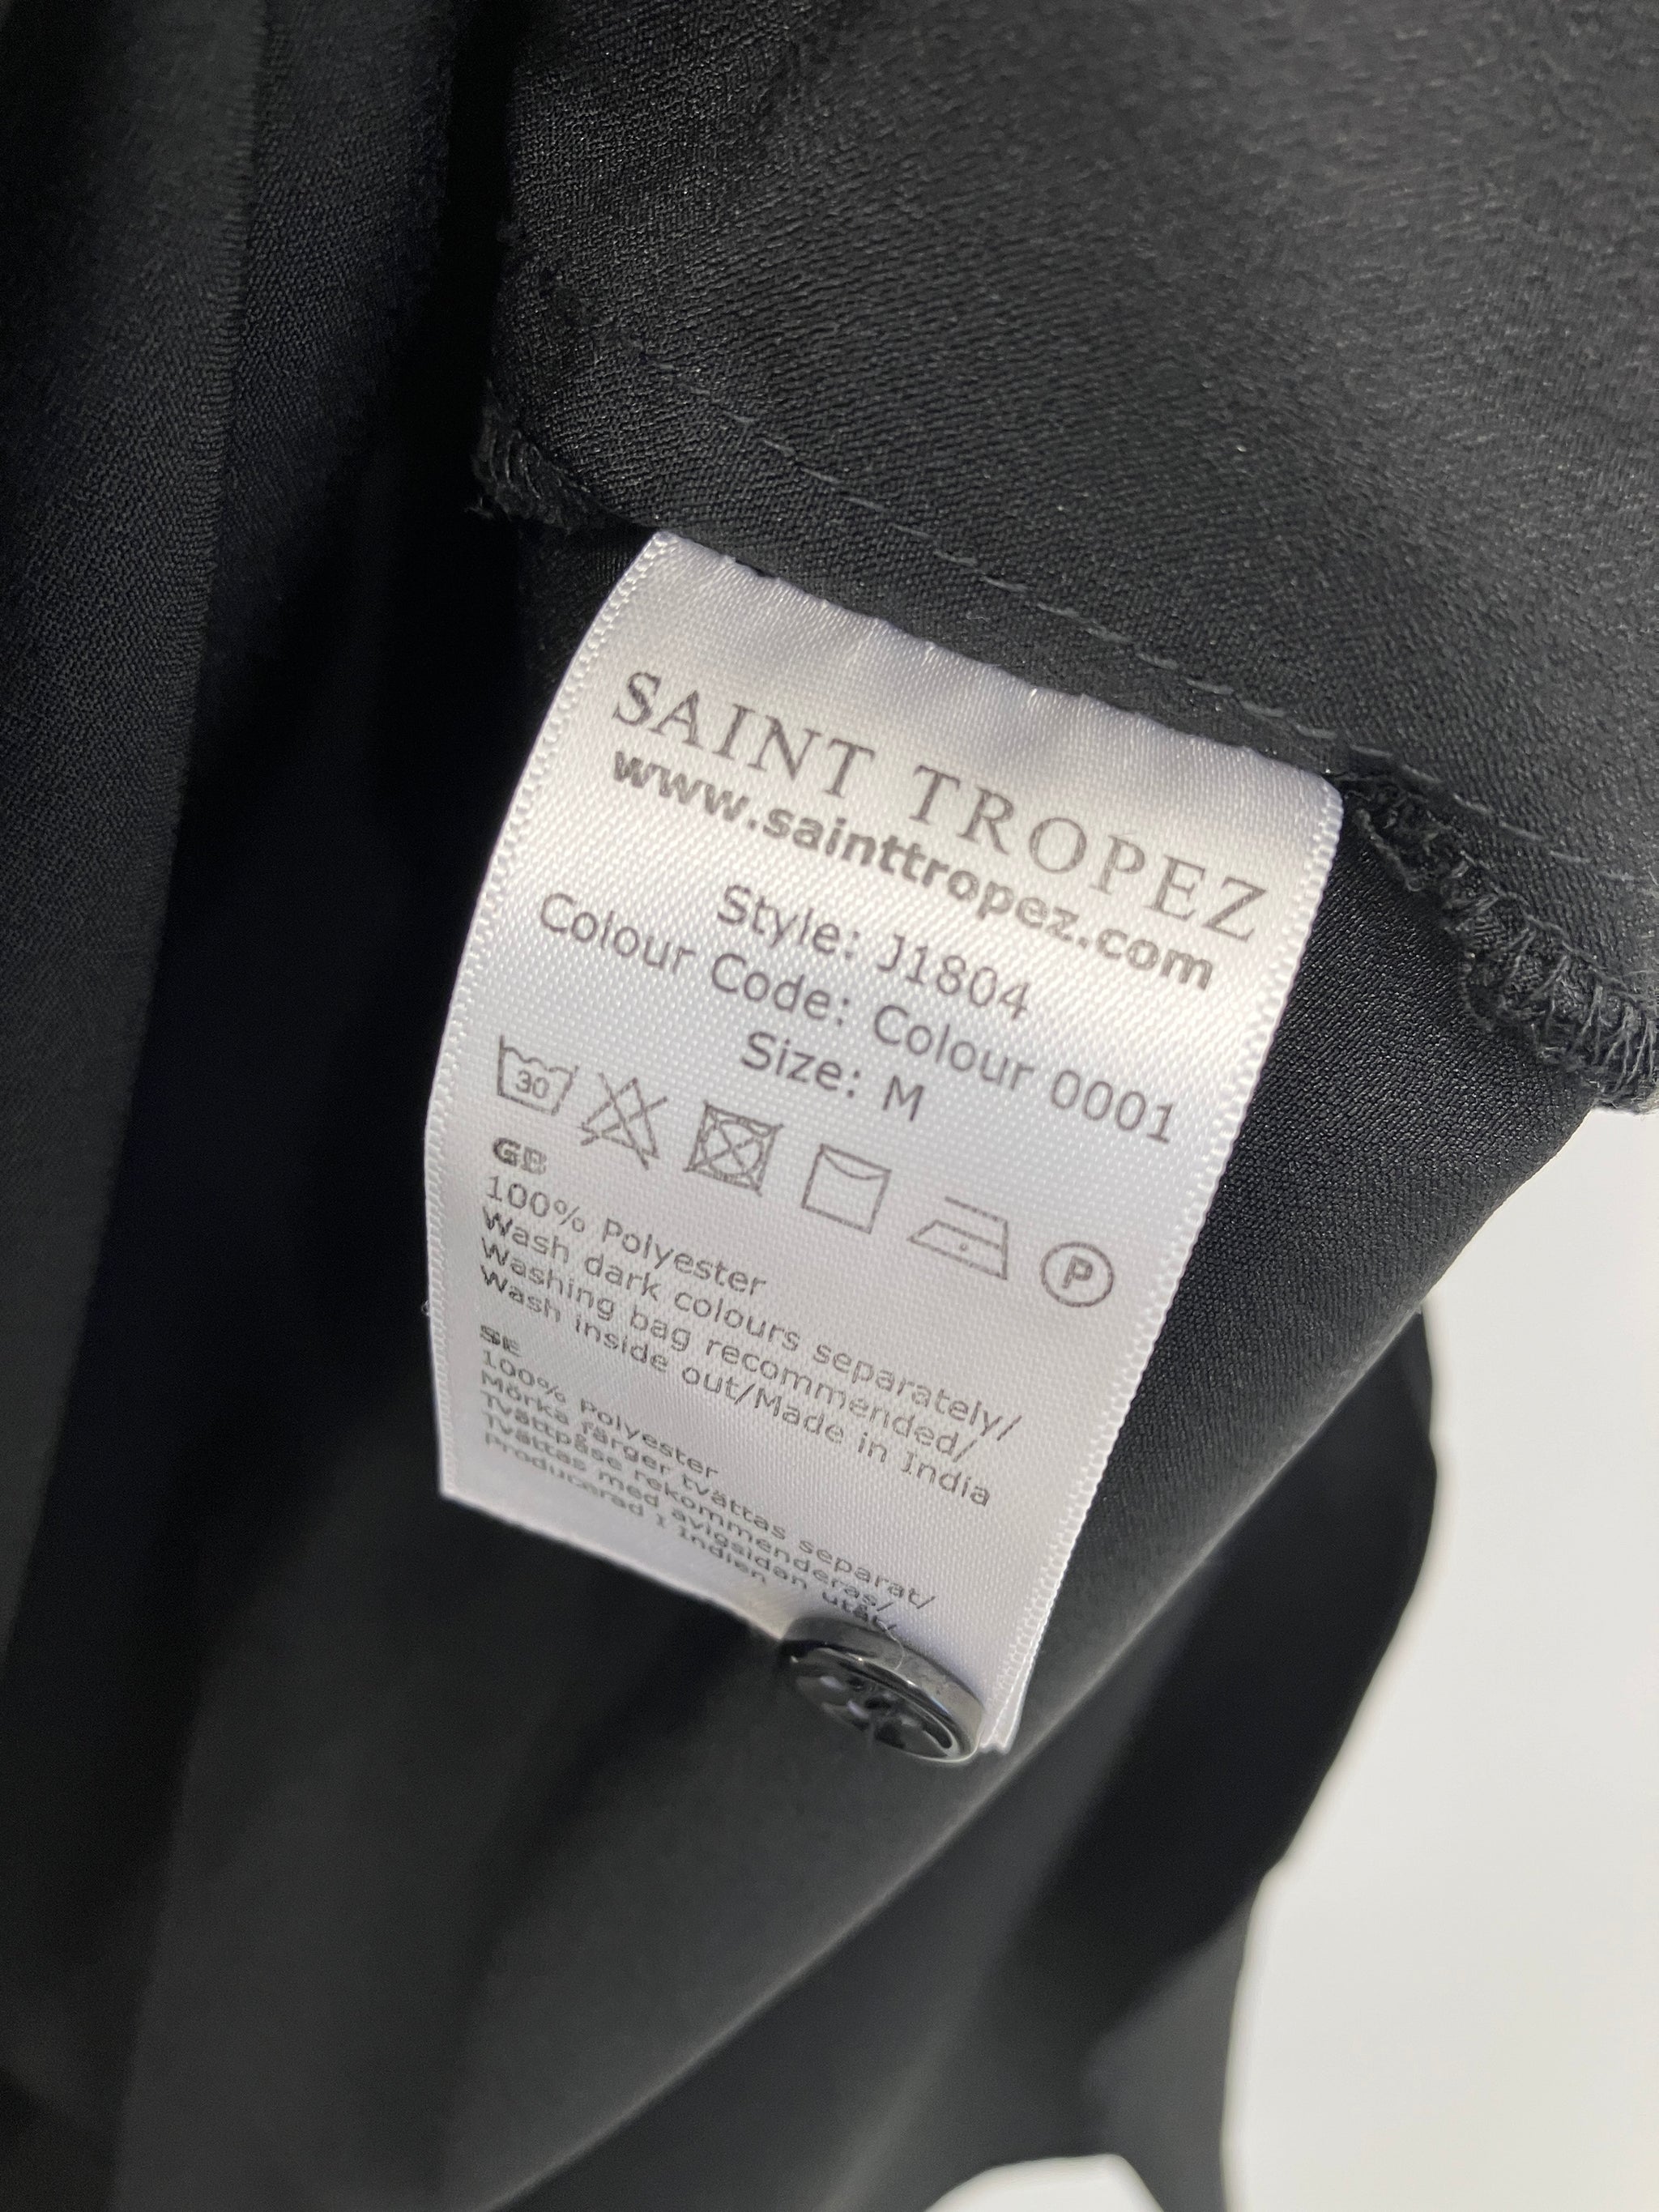 SAINT TROPEZ
www.sainttropez.com
Style: J1804
Colour Code: Colour 0001
Size: M
30
P
GB
100% Polyester
Wash dark colours separately/
Washing bag recommended/
Wash inside out/Made in India
SE
100% Polyester
Mörka färger tvättas separat/
Tvättpåse rekommenderas/
Tvättas med avigsidan utåt/
Producerad i Indien